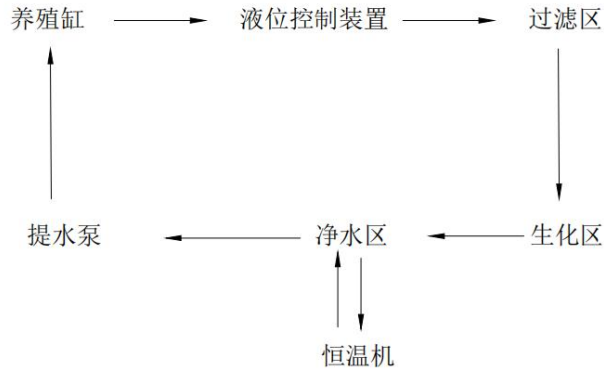 养殖缸
液位控制装置
过滤区
提水泵
净水区
生化区
恒温机